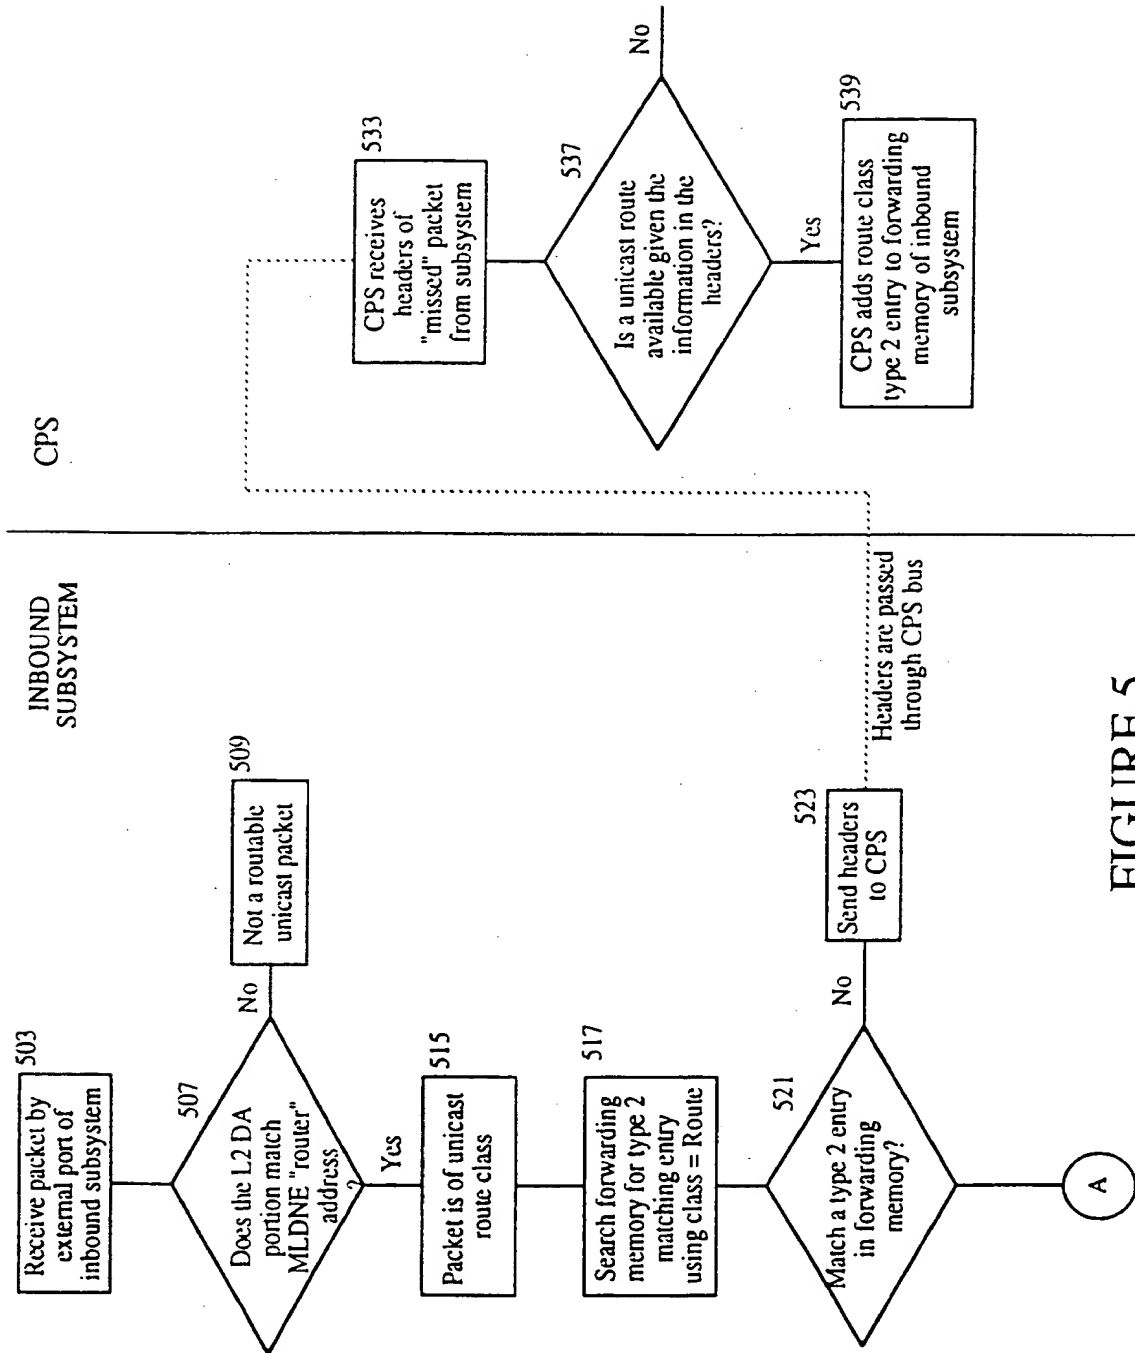 INBOUND
SUBSYSTEM
CPS
503
Receive packet by
external port of
inbound subsystem
507
Does the L2 DA
portion match
MLDNE "router"
address
?
No
509
Not a routable
unicast packet
Yes
515
Packet is of unicast
route class
517
Search forwarding
memory for type 2
matching entry
using class = Route
521
Match a type 2 entry
in forwarding
memory?
No
523
Send headers
to CPS
A
Headers are passed
through CPS bus
533
CPS receives
headers of
"missed" packet
from subsystem
537
Is a unicast route
available given the
information in the
headers?
No
Yes
539
CPS adds route class
type 2 entry to forwarding
memory of inbound
subsystem
FIGURE 5